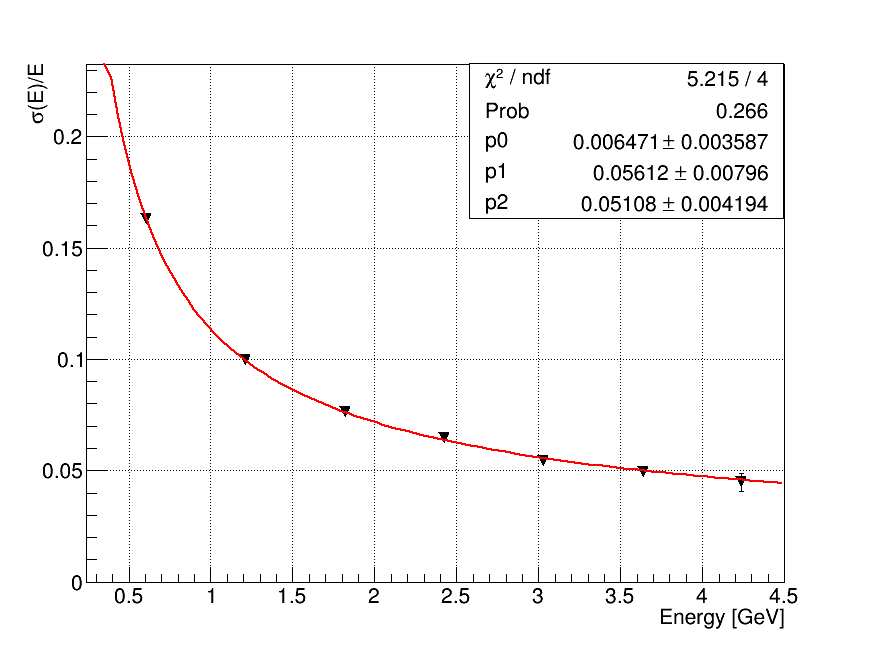 σ(E)/E
χ² / ndf 5.215 / 4
Prob 0.266
p0 0.006471 ± 0.003587
p1 0.05612 ± 0.00796
p2 0.05108 ± 0.004194
0.2
0.15
0.1
0.05
0
0.5 1 1.5 2 2.5 3 3.5 4 4.5
Energy [GeV]